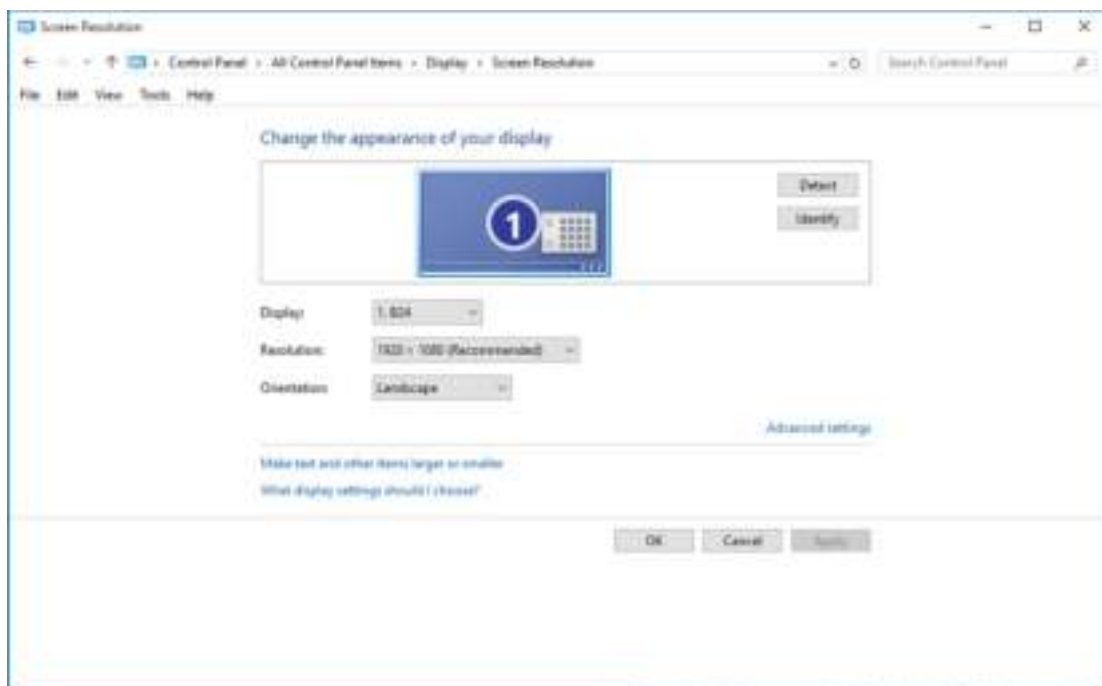 Screen Resolution
Control Panel › All Control Panel Items › Display › Screen Resolution
Search Control Panel
File Edit View Tools Help
Change the appearance of your display
1
Detect
Identify
Display:
Resolution: 1920 × 1080 (Recommended)
Orientation: Landscape
Advanced settings
Make text and other items larger or smaller
What display settings should I choose?
OK Cancel Apply